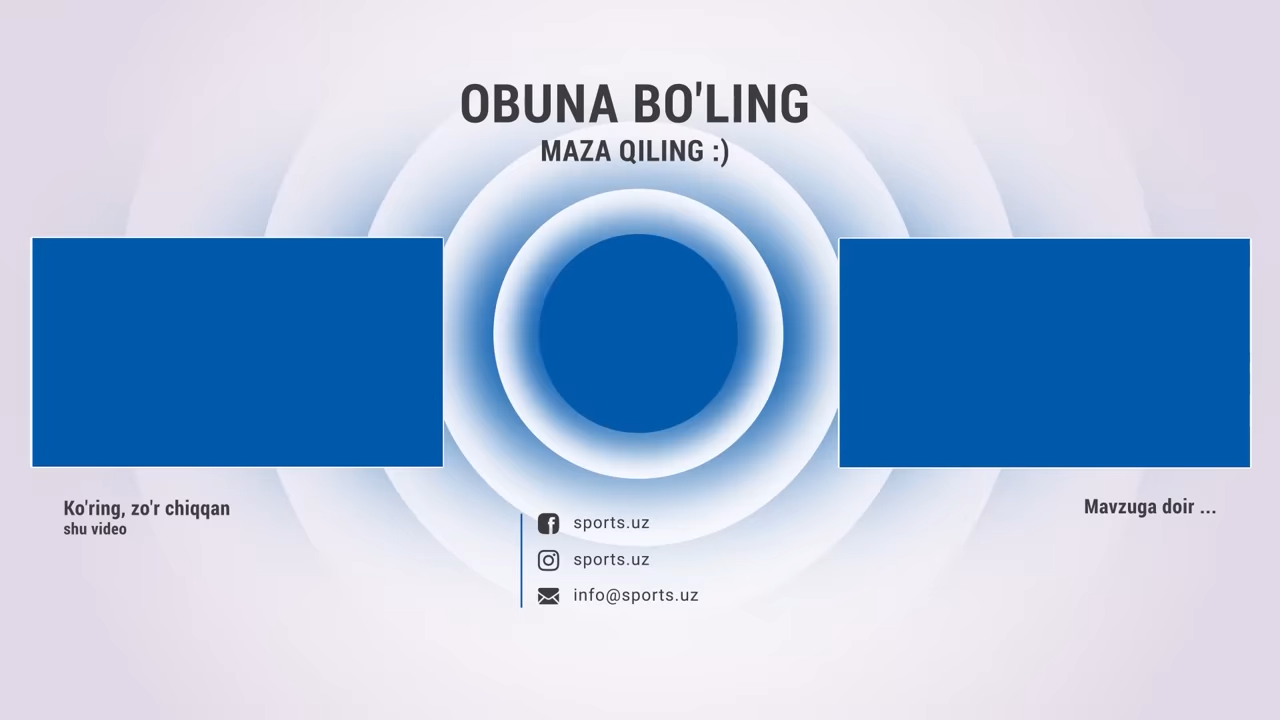 OBUNA BO'LING
MAZA QILING :)
Ko'ring, zo'r chiqqan
shu video
Mavzuga doir ...
sports.uz
sports.uz
info@sports.uz